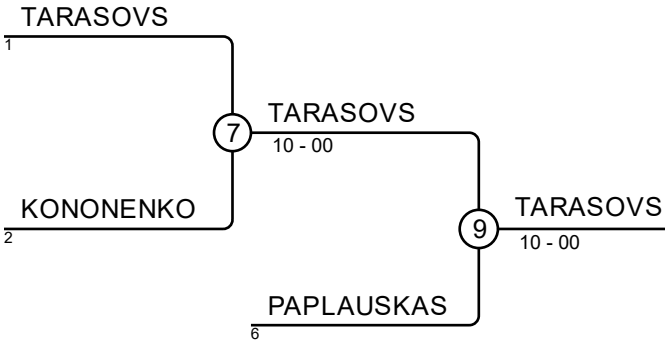 TARASOVS
1
7
TARASOVS
10 - 00
KONONENKO
2
9
TARASOVS
10 - 00
PAPLAUSKAS
6